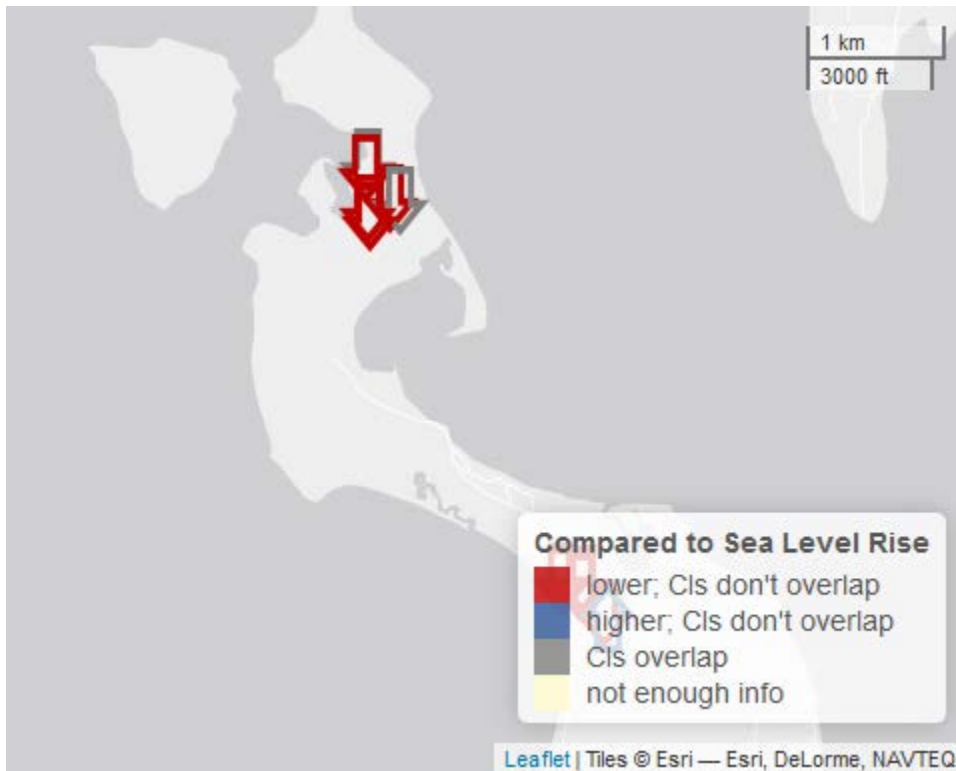 1 km
3000 ft
Compared to Sea Level Rise
lower; CIs don't overlap
higher; CIs don't overlap
CIs overlap
not enough info
Leaflet | Tiles © Esri — Esri, DeLorme, NAVTEQ